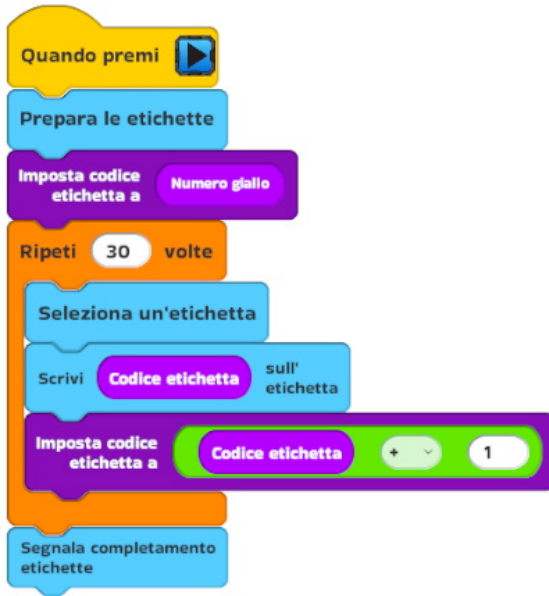 Quando premi
Prepara le etichette
Imposta codice
etichetta a Numero giallo
Ripeti 30 volte
Seleziona un'etichetta
Scrivi Codice etichetta sull'
etichetta
Imposta codice
etichetta a Codice etichetta + 1
Segnala completamento
etichette